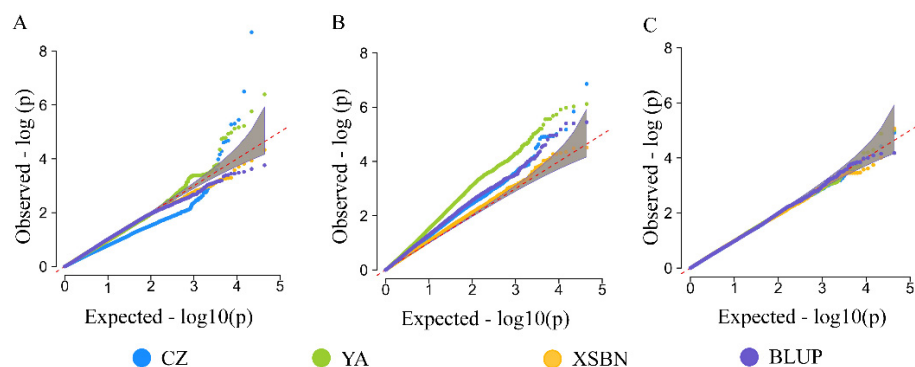 A
B
C
Observed - log (p)
8
6
4
2
0
0 1 2 3 4 5
Expected - log10(p)
Observed - log (p)
8
6
4
2
0
0 1 2 3 4 5
Expected - log10(p)
Observed - log (p)
8
6
4
2
0
0 1 2 3 4 5
Expected - log10(p)
CZ YA XSBN BLUP